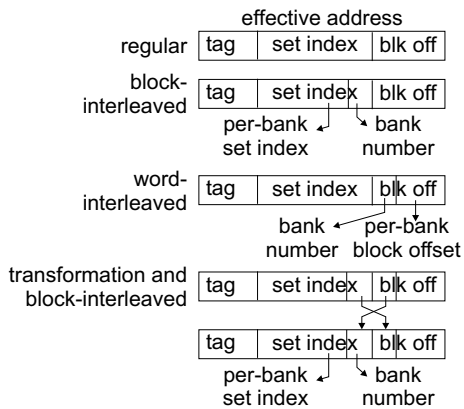 effective address
regular tag set index blk off
block-
interleaved tag set index blk off
per-bank bank
set index number
word-
interleaved tag set index blk off
bank per-bank
number block offset
transformation and
block-interleaved tag set index blk off
tag set index blk off
per-bank bank
set index number